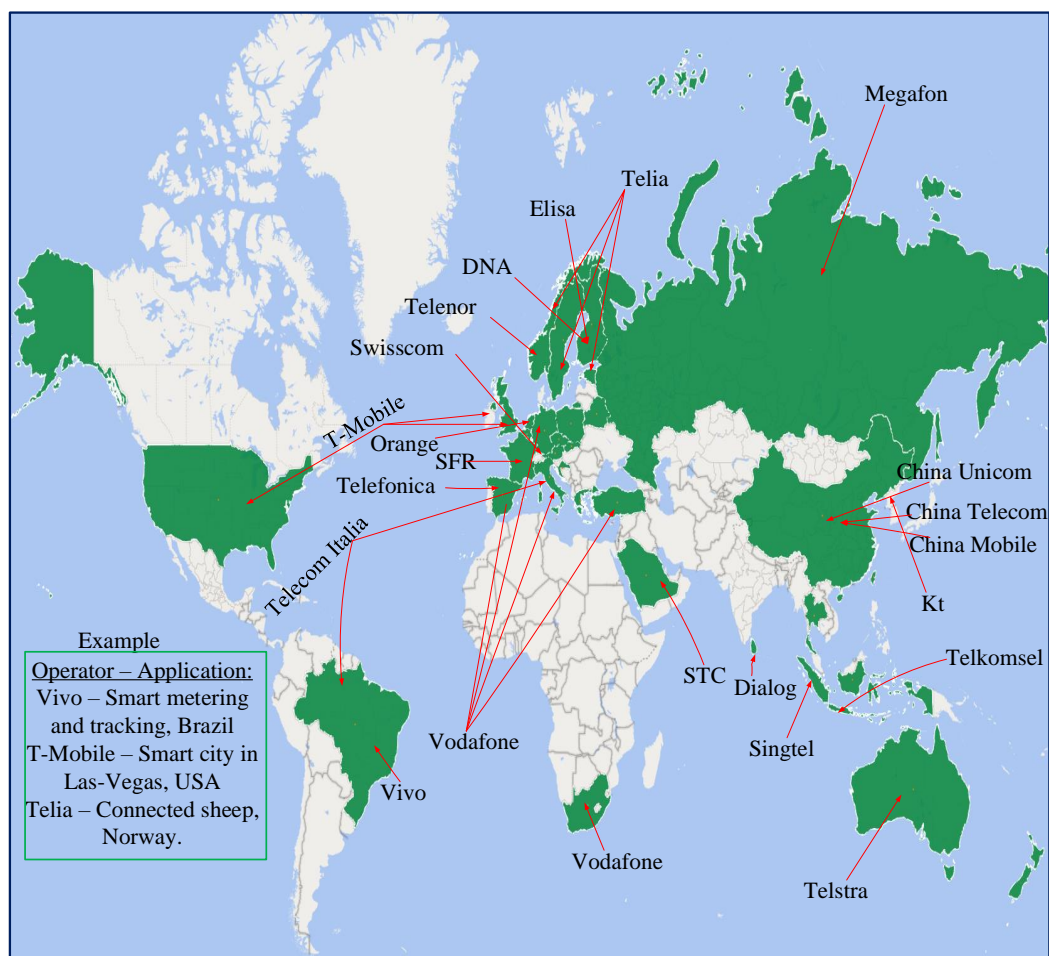 Megafon
Telia
Elisa
DNA
Telenor
Swisscom
T-Mobile
Orange
SFR
Telefonica
China Unicom
China Telecom
China Mobile
Telecom Italia
Kt
Example
Operator – Application:
Vivo – Smart metering
and tracking, Brazil
T-Mobile – Smart city in
Las-Vegas, USA
Telia – Connected sheep,
Norway.
STC
Dialog
Telkomsel
Vodafone
Singtel
Vivo
Vodafone
Telstra